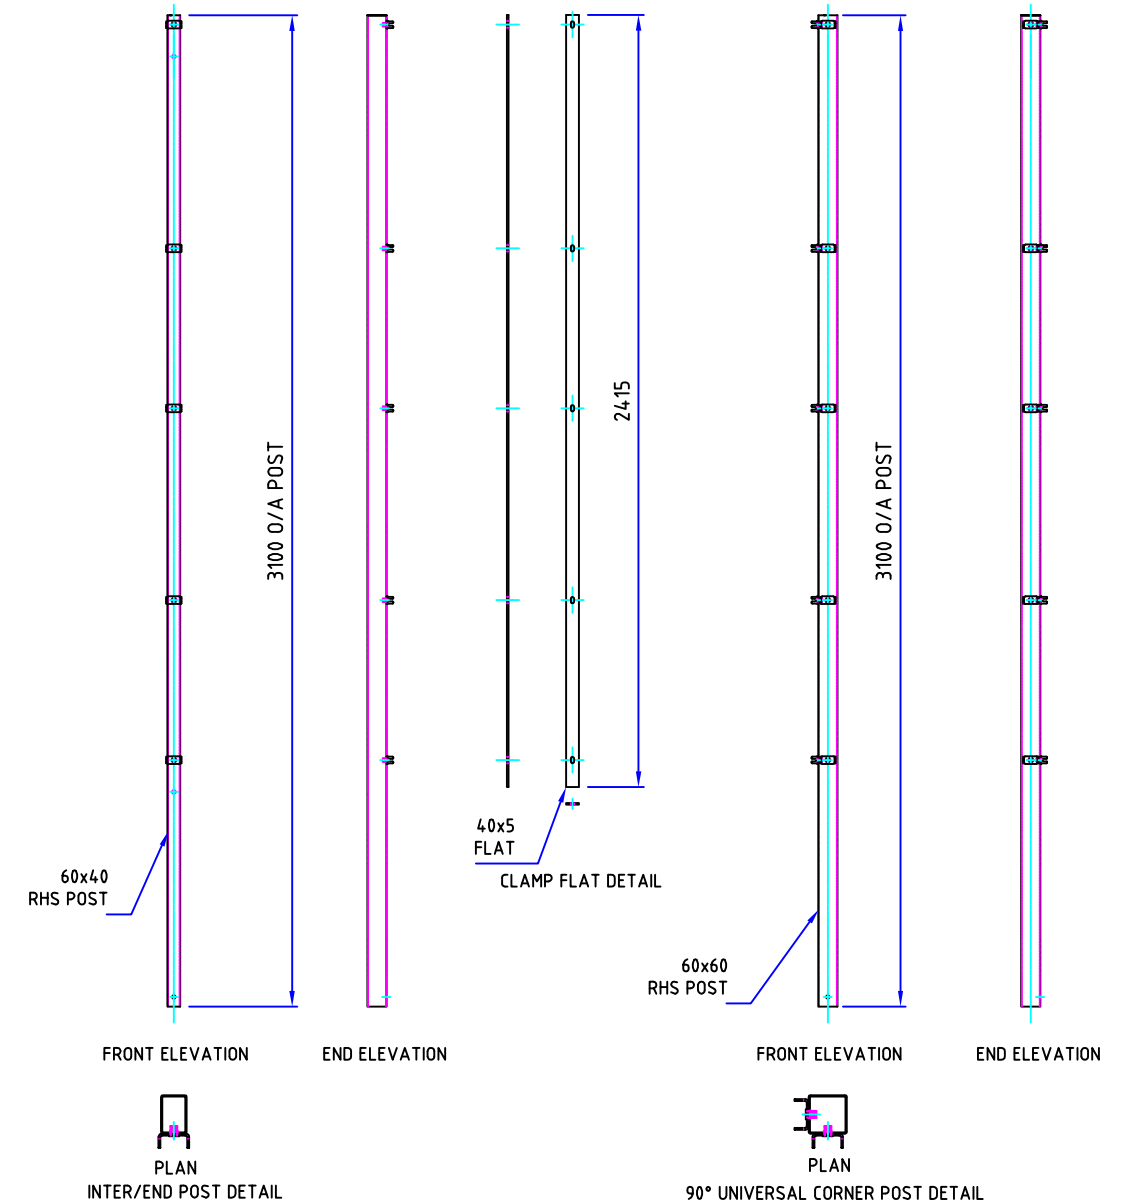 3100 O/A POST
2415
3100 O/A POST
40x5
FLAT
CLAMP FLAT DETAIL
60x40
RHS POST
60x60
RHS POST
FRONT ELEVATION
END ELEVATION
FRONT ELEVATION
END ELEVATION
PLAN
INTER/END POST DETAIL
PLAN
90° UNIVERSAL CORNER POST DETAIL